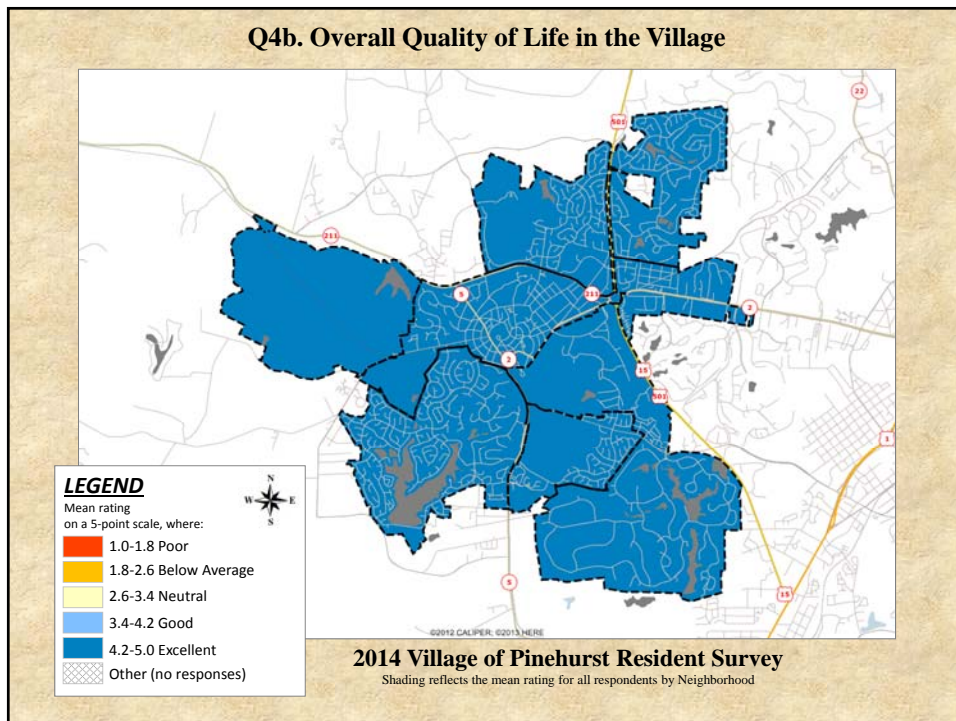 Q4b. Overall Quality of Life in the Village
22
501
211
5
211
2
2
15
501
1
5
15
LEGEND
Mean rating
on a 5-point scale, where:
N
W E
S
1.0-1.8 Poor
1.8-2.6 Below Average
2.6-3.4 Neutral
3.4-4.2 Good
4.2-5.0 Excellent
Other (no responses)
©2012 CALIPER; ©2013 HERE
2014 Village of Pinehurst Resident Survey
Shading reflects the mean rating for all respondents by Neighborhood